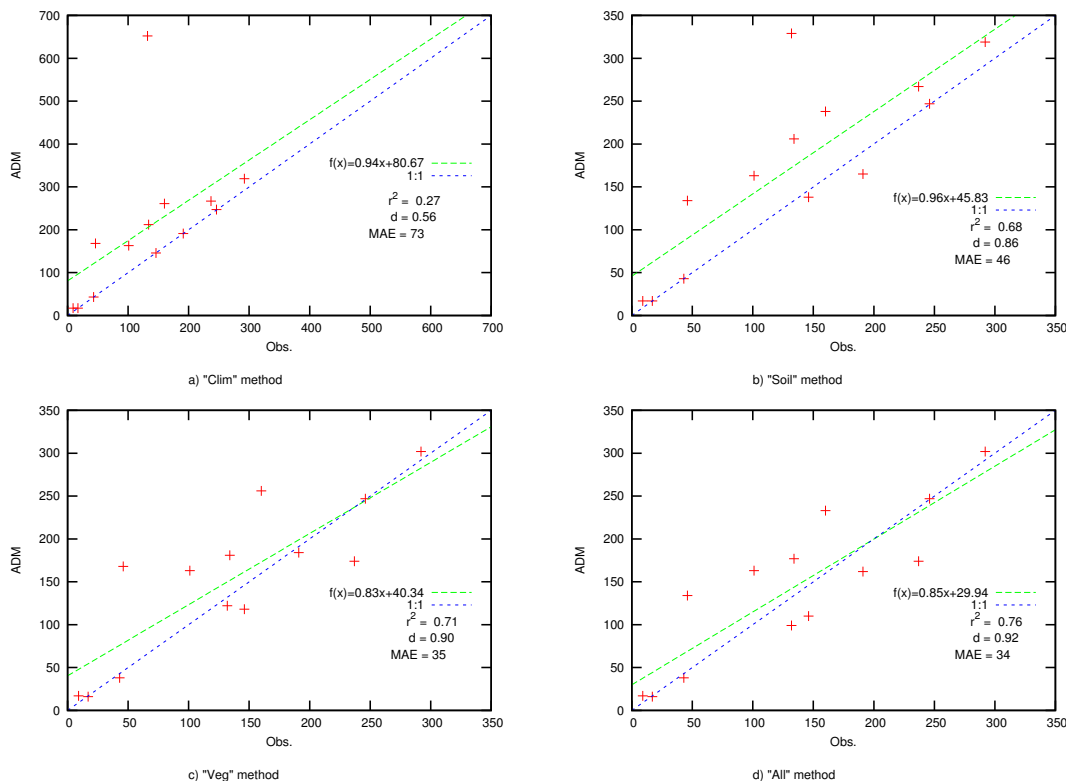 700
600
500
400
300
200
100
0
ADM
0 100 200 300 400 500 600 700
Obs.
f(x)=0.94x+80.67
1:1
r² = 0.27
d = 0.56
MAE = 73
a) "Clim" method
350
300
250
200
150
100
50
0
ADM
0 50 100 150 200 250 300 350
Obs.
f(x)=0.96x+45.83
1:1
r² = 0.68
d = 0.86
MAE = 46
b) "Soil" method
350
300
250
200
150
100
50
0
ADM
0 50 100 150 200 250 300 350
Obs.
f(x)=0.83x+40.34
1:1
r² = 0.71
d = 0.90
MAE = 35
c) "Veg" method
350
300
250
200
150
100
50
0
ADM
0 50 100 150 200 250 300 350
Obs.
f(x)=0.85x+29.94
1:1
r² = 0.76
d = 0.92
MAE = 34
d) "All" method